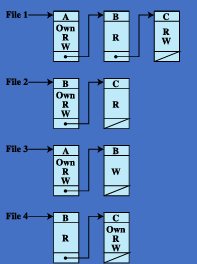 File 1 A B C
Own R R
R W
W
File 2 B C
Own R
R
W
File 3 A B
Own W
R
W
File 4 B C
R Own
R
W